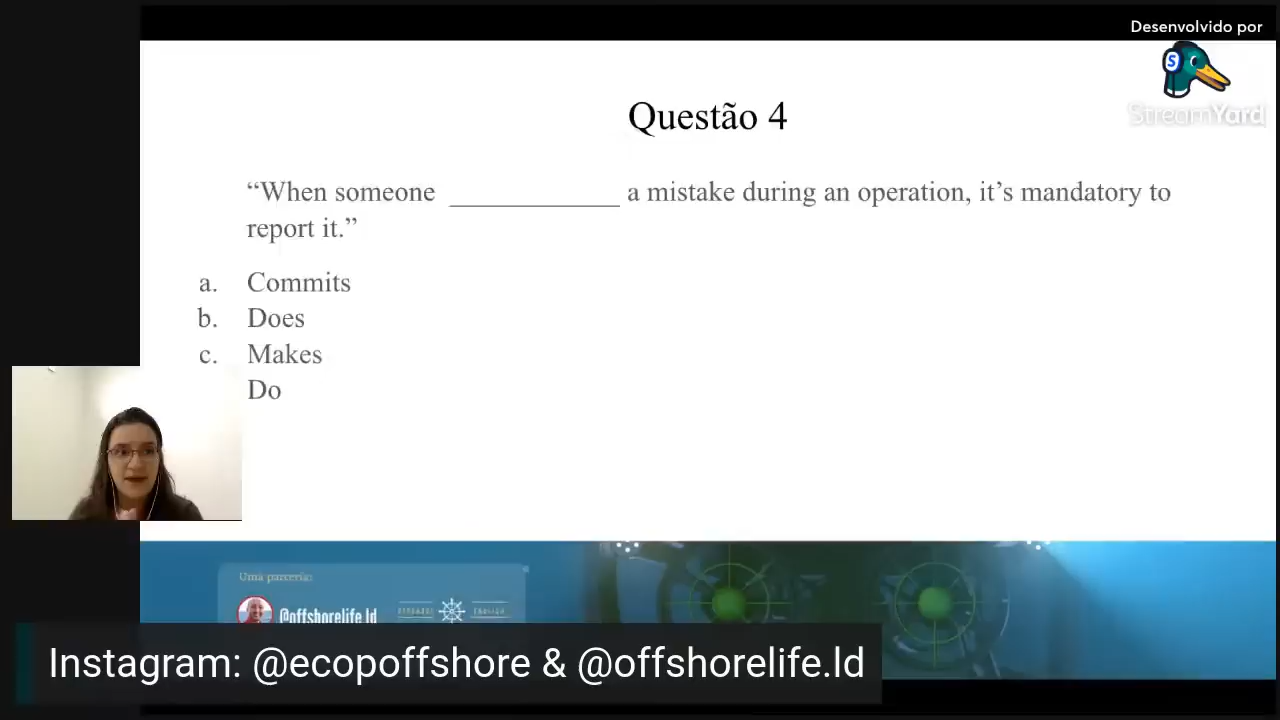 Desenvolvido por
StreamYard
Questão 4
“When someone ____________ a mistake during an operation, it’s mandatory to
report it.”
a. Commits
b. Does
c. Makes
Do
Uma parceria:
@offshorelife.ld
ENGLISH
Instagram: @ecopoffshore & @offshorelife.ld